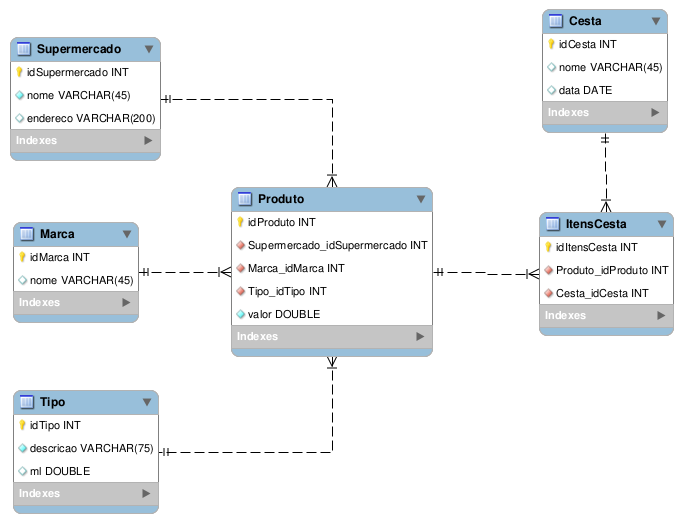 Supermercado
idSupermercado INT
nome VARCHAR(45)
endereco VARCHAR(200)
Indexes
Marca
idMarca INT
nome VARCHAR(45)
Indexes
Tipo
idTipo INT
descricao VARCHAR(75)
ml DOUBLE
Indexes
Produto
idProduto INT
Supermercado_idSupermercado INT
Marca_idMarca INT
Tipo_idTipo INT
valor DOUBLE
Indexes
Cesta
idCesta INT
nome VARCHAR(45)
data DATE
Indexes
ItensCesta
idItensCesta INT
Produto_idProduto INT
Cesta_idCesta INT
Indexes